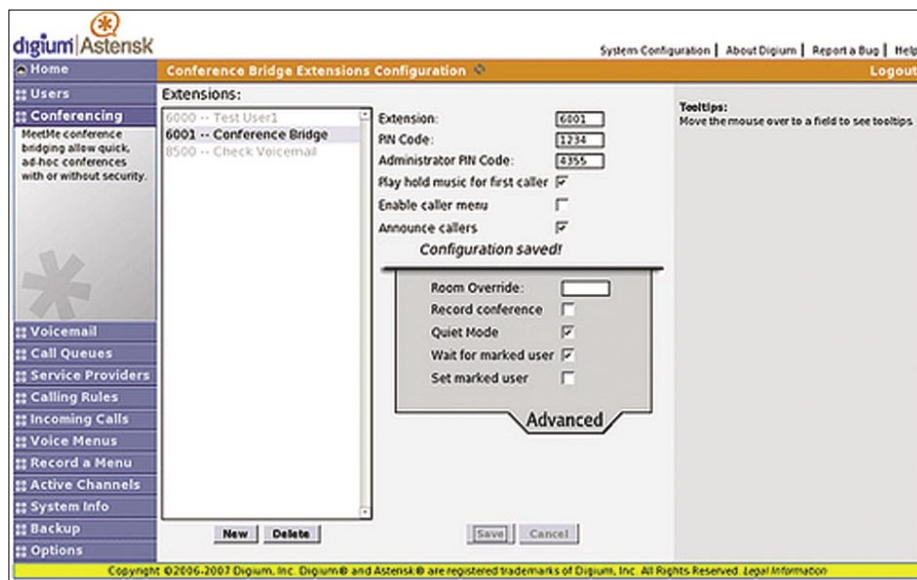 digium Asterisk
System Configuration | About Digium | Report a Bug | Help
Home
Conference Bridge Extensions Configuration
Logout
Users
Conferencing
MeetMe conference
bridging allow quick,
ad-hoc conferences
with or without security.
Voicemail
Call Queues
Service Providers
Calling Rules
Incoming Calls
Voice Menus
Record a Menu
Active Channels
System Info
Backup
Options
Extensions:
6000 -- Test User1
6001 -- Conference Bridge
8500 -- Check Voicemail
New Delete
Extension: 6001
PIN Code: 1234
Administrator PIN Code: 4355
Play hold music for first caller
Enable caller menu
Announce callers
Configuration saved!
Room Override:
Record conference
Quiet Mode
Wait for marked user
Set marked user
Advanced
Save Cancel
Tooltips:
Move the mouse over to a field to see tooltips
Copyright ©2006-2007 Digium, Inc. Digium® and Asterisk® are registered trademarks of Digium, Inc. All Rights Reserved. Legal Information